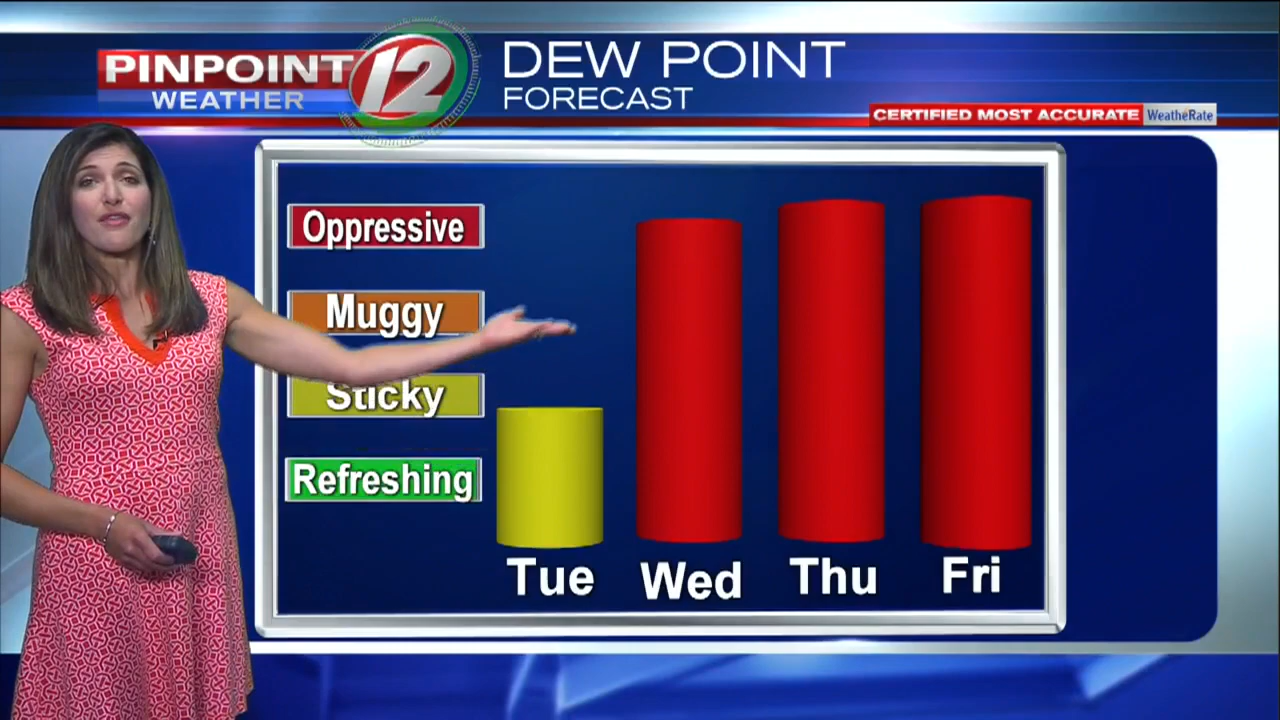 PINPOINT
WEATHER
12
DEW POINT
FORECAST
CERTIFIED MOST ACCURATE
WeatheRate
Oppressive
Muggy
Sticky
Refreshing
Tue
Wed
Thu
Fri